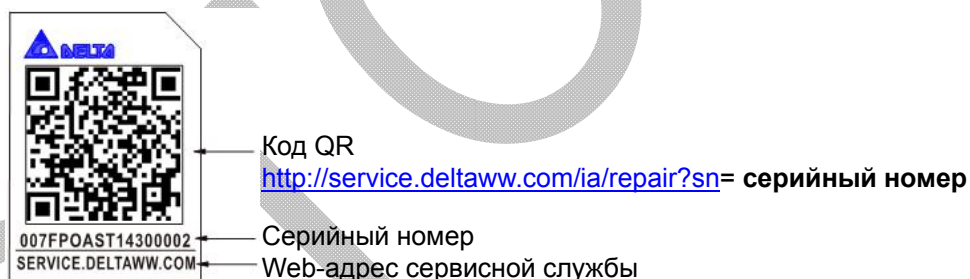 DELTA
Код QR
http://service.deltaww.com/ia/repair?sn= серийный номер
007FPOAST14300002
Серийный номер
SERVICE.DELTAWW.COM
Web-адрес сервисной службы